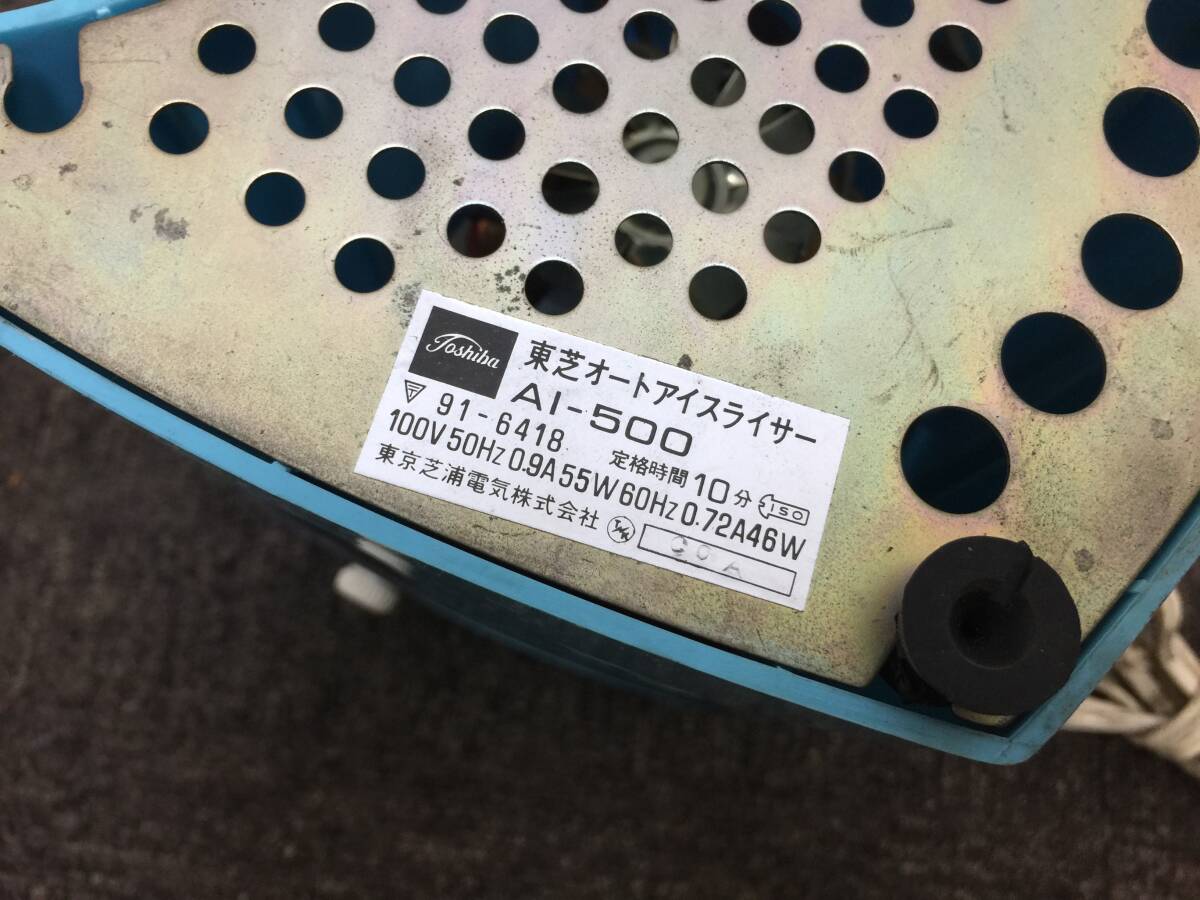 Toshiba
東芝オートアイスライサー
AI-500
〒 91-6418 定格時間 10分 ISO
100V 50Hz 0.9A 55W 60Hz 0.72A 46W
東京芝浦電気株式会社